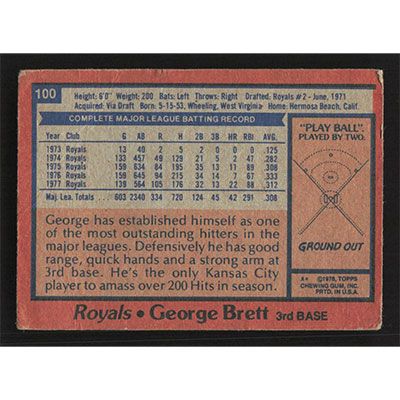 100
Height: 6'0" Weight: 200 Bats: Left Throws: Right Drafted: Royals #2 - June, 1971
Acquired: Via Draft Born: 5-15-53, Wheeling, West Virginia Home: Hermosa Beach, Calif.
COMPLETE MAJOR LEAGUE BATTING RECORD
Year Club G AB R H 2B 3B HR RBI AVG.
1973 Royals 13 40 2 5 2 0 0 0 .125
1974 Royals 133 457 49 129 21 5 2 47 .282
1975 Royals 159 634 84 195 35 13 11 89 .308
1976 Royals 159 645 94 215 34 14 7 67 .333
1977 Royals 139 564 105 176 32 13 22 88 .312
Maj. Lea. Totals ... 603 2340 334 720 124 45 42 291 .308
George has established himself as one of
the most outstanding hitters in the
major leagues. Defensively he has good
range, quick hands and a strong arm at
3rd base. He's the only Kansas City
player to amass over 200 Hits in season.
"PLAY BALL"
PLAYED BY TWO.
GROUND OUT
©1978, TOPPS
CHEWING GUM, INC.
PRTD. IN U.S.A.
Royals • George Brett 3rd BASE